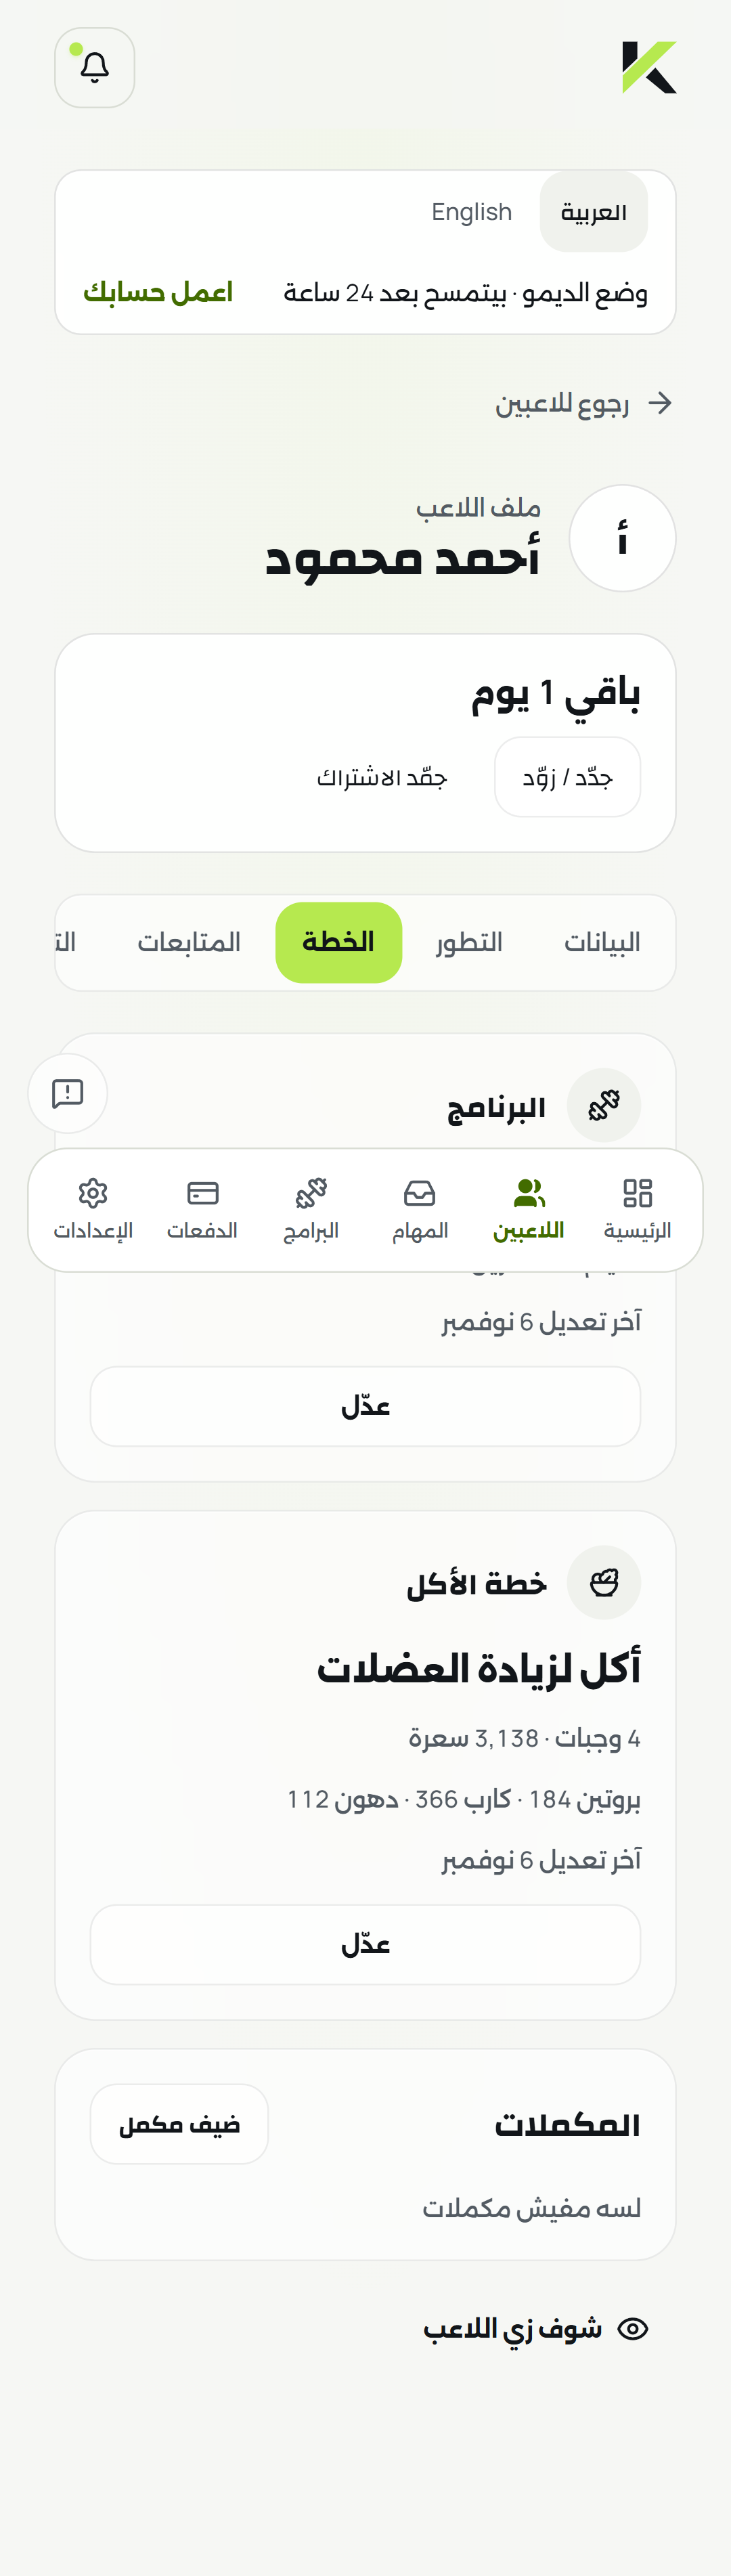 العربية English
وضع الديمو · بيتمسح بعد 24 ساعة اعمل حسابك
رجوع للاعبين
أ
ملف اللاعب
أحمد محمود
باقي 1 يوم
جدّد / زوّد جمّد الاشتراك
البيانات التطور الخطة المتابعات
البرنامج
الرئيسية اللاعبين المهام البرامج الدفعات الإعدادات
آخر تعديل 6 نوفمبر
عدّل
خطة الأكل
أكل لزيادة العضلات
4 وجبات · 3,138 سعرة
بروتين 184 · كارب 366 · دهون 112
آخر تعديل 6 نوفمبر
عدّل
المكملات ضيف مكمل
لسه مفيش مكملات
شوف زي اللاعب